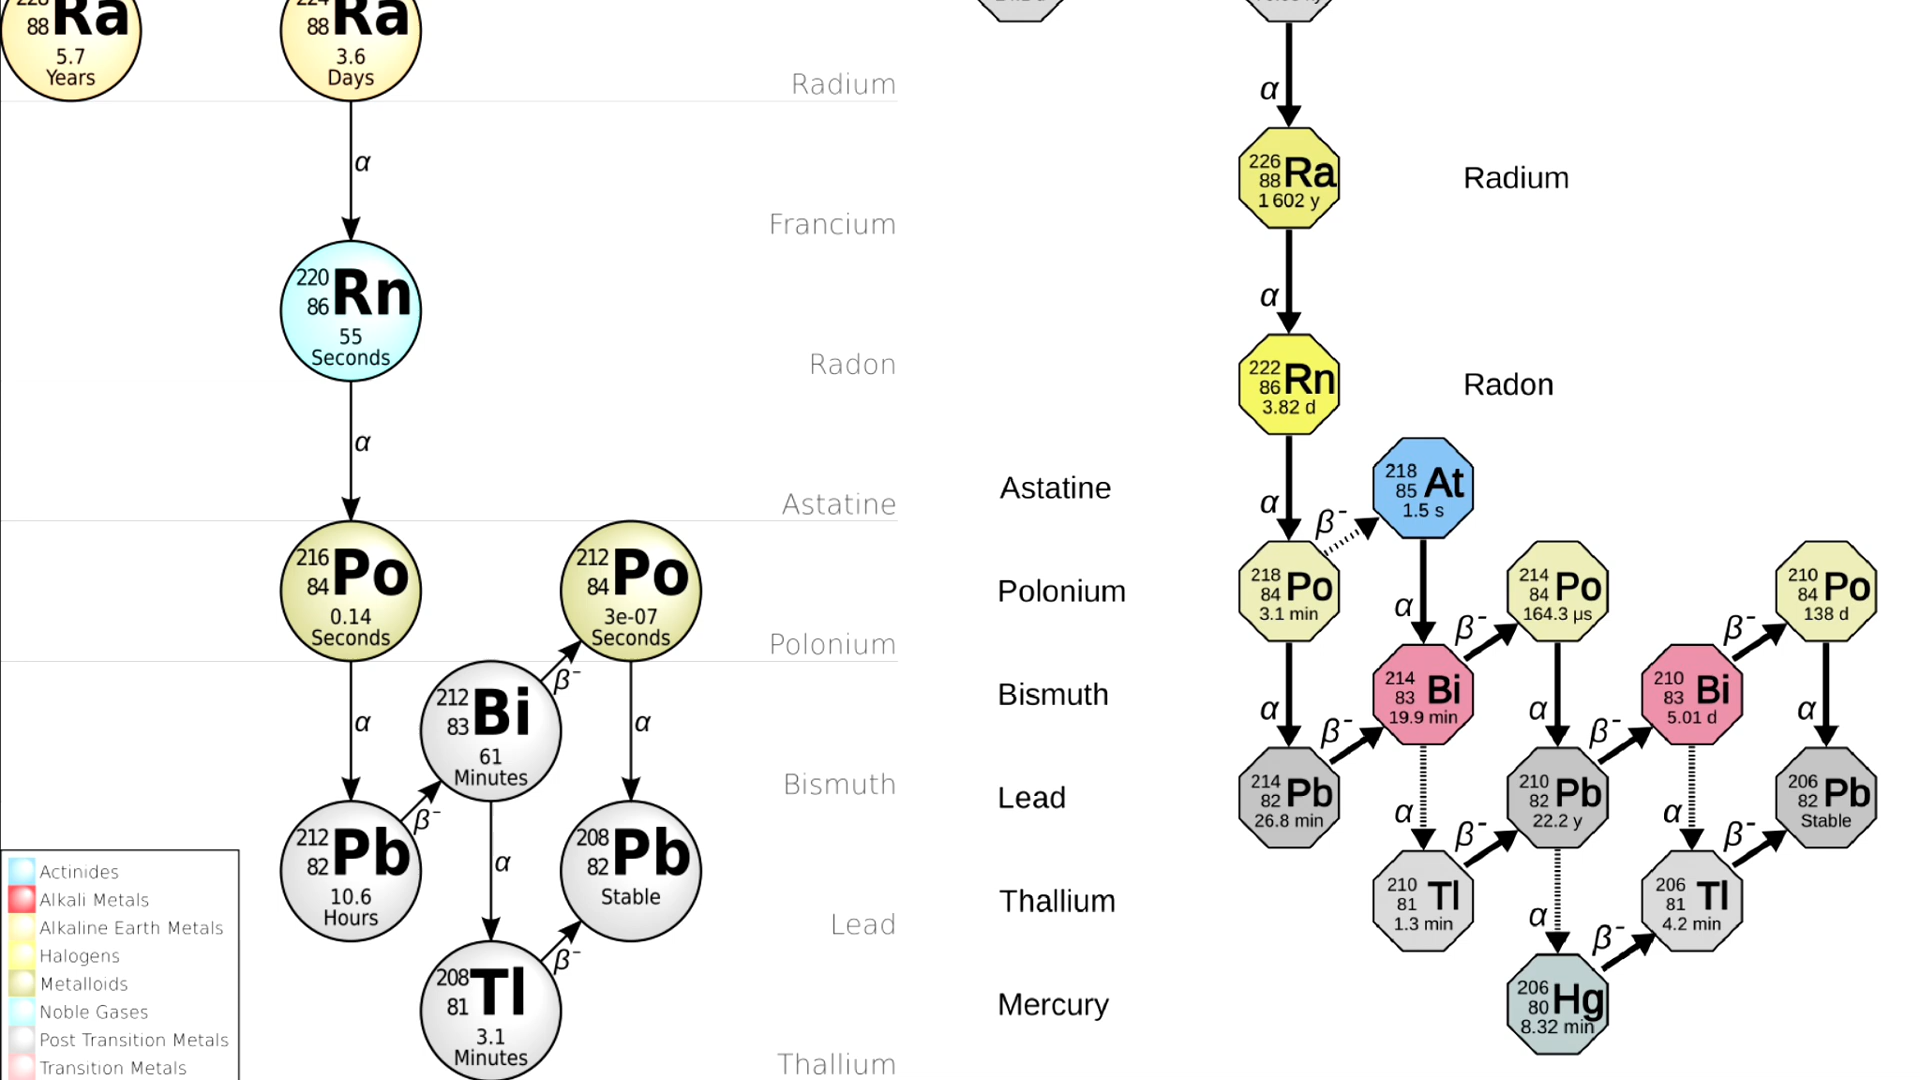 88 Ra
5.7
Years
88 Ra
3.6
Days
Radium
α
Francium
220
86 Rn
55
Seconds
Radon
α
Astatine
216
84 Po
0.14
Seconds
212
84 Po
3e-07
Seconds
Polonium
α
β-
α
212
83 Bi
61
Minutes
Bismuth
212
82 Pb
10.6
Hours
β-
α
208
82 Pb
Stable
Lead
β-
208
81 Tl
3.1
Minutes
Thallium
Actinides
Alkali Metals
Alkaline Earth Metals
Halogens
Metalloids
Noble Gases
Post Transition Metals
Transition Metals
α
226
88 Ra
1 602 y
Radium
α
222
86 Rn
3.82 d
Radon
Astatine
α
β-
218
85 At
1.5 s
Polonium
218
84 Po
3.1 min
α
β-
214
84 Po
164.3 µs
β-
210
84 Po
138 d
Bismuth
α
β-
214
83 Bi
19.9 min
α
β-
210
83 Bi
5.01 d
α
Lead
214
82 Pb
26.8 min
α
β-
210
82 Pb
22.2 y
α
β-
206
82 Pb
Stable
Thallium
210
81 Tl
1.3 min
α
β-
206
81 Tl
4.2 min
Mercury
206
80 Hg
8.32 min